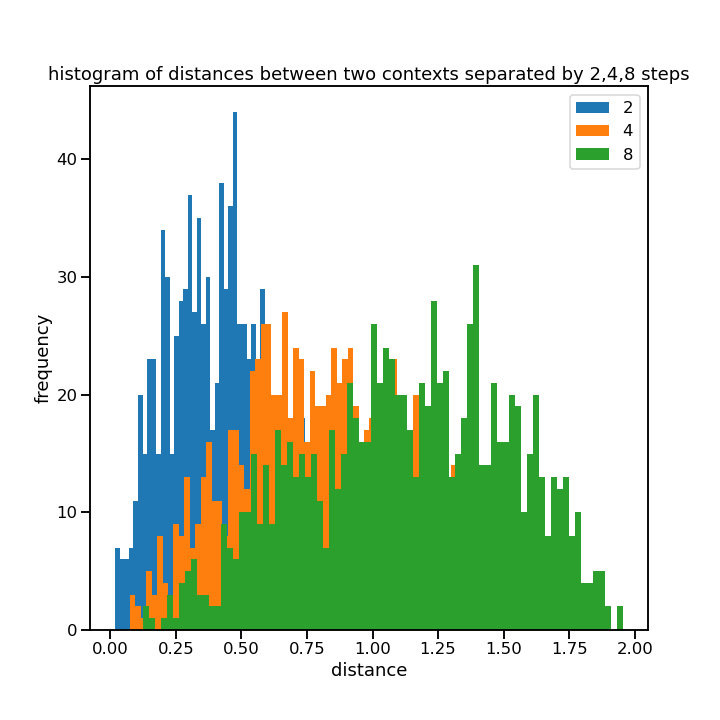 histogram of distances between two contexts separated by 2,4,8 steps
2
4
8
40
30
20
10
0
frequency
0.00 0.25 0.50 0.75 1.00 1.25 1.50 1.75 2.00
distance